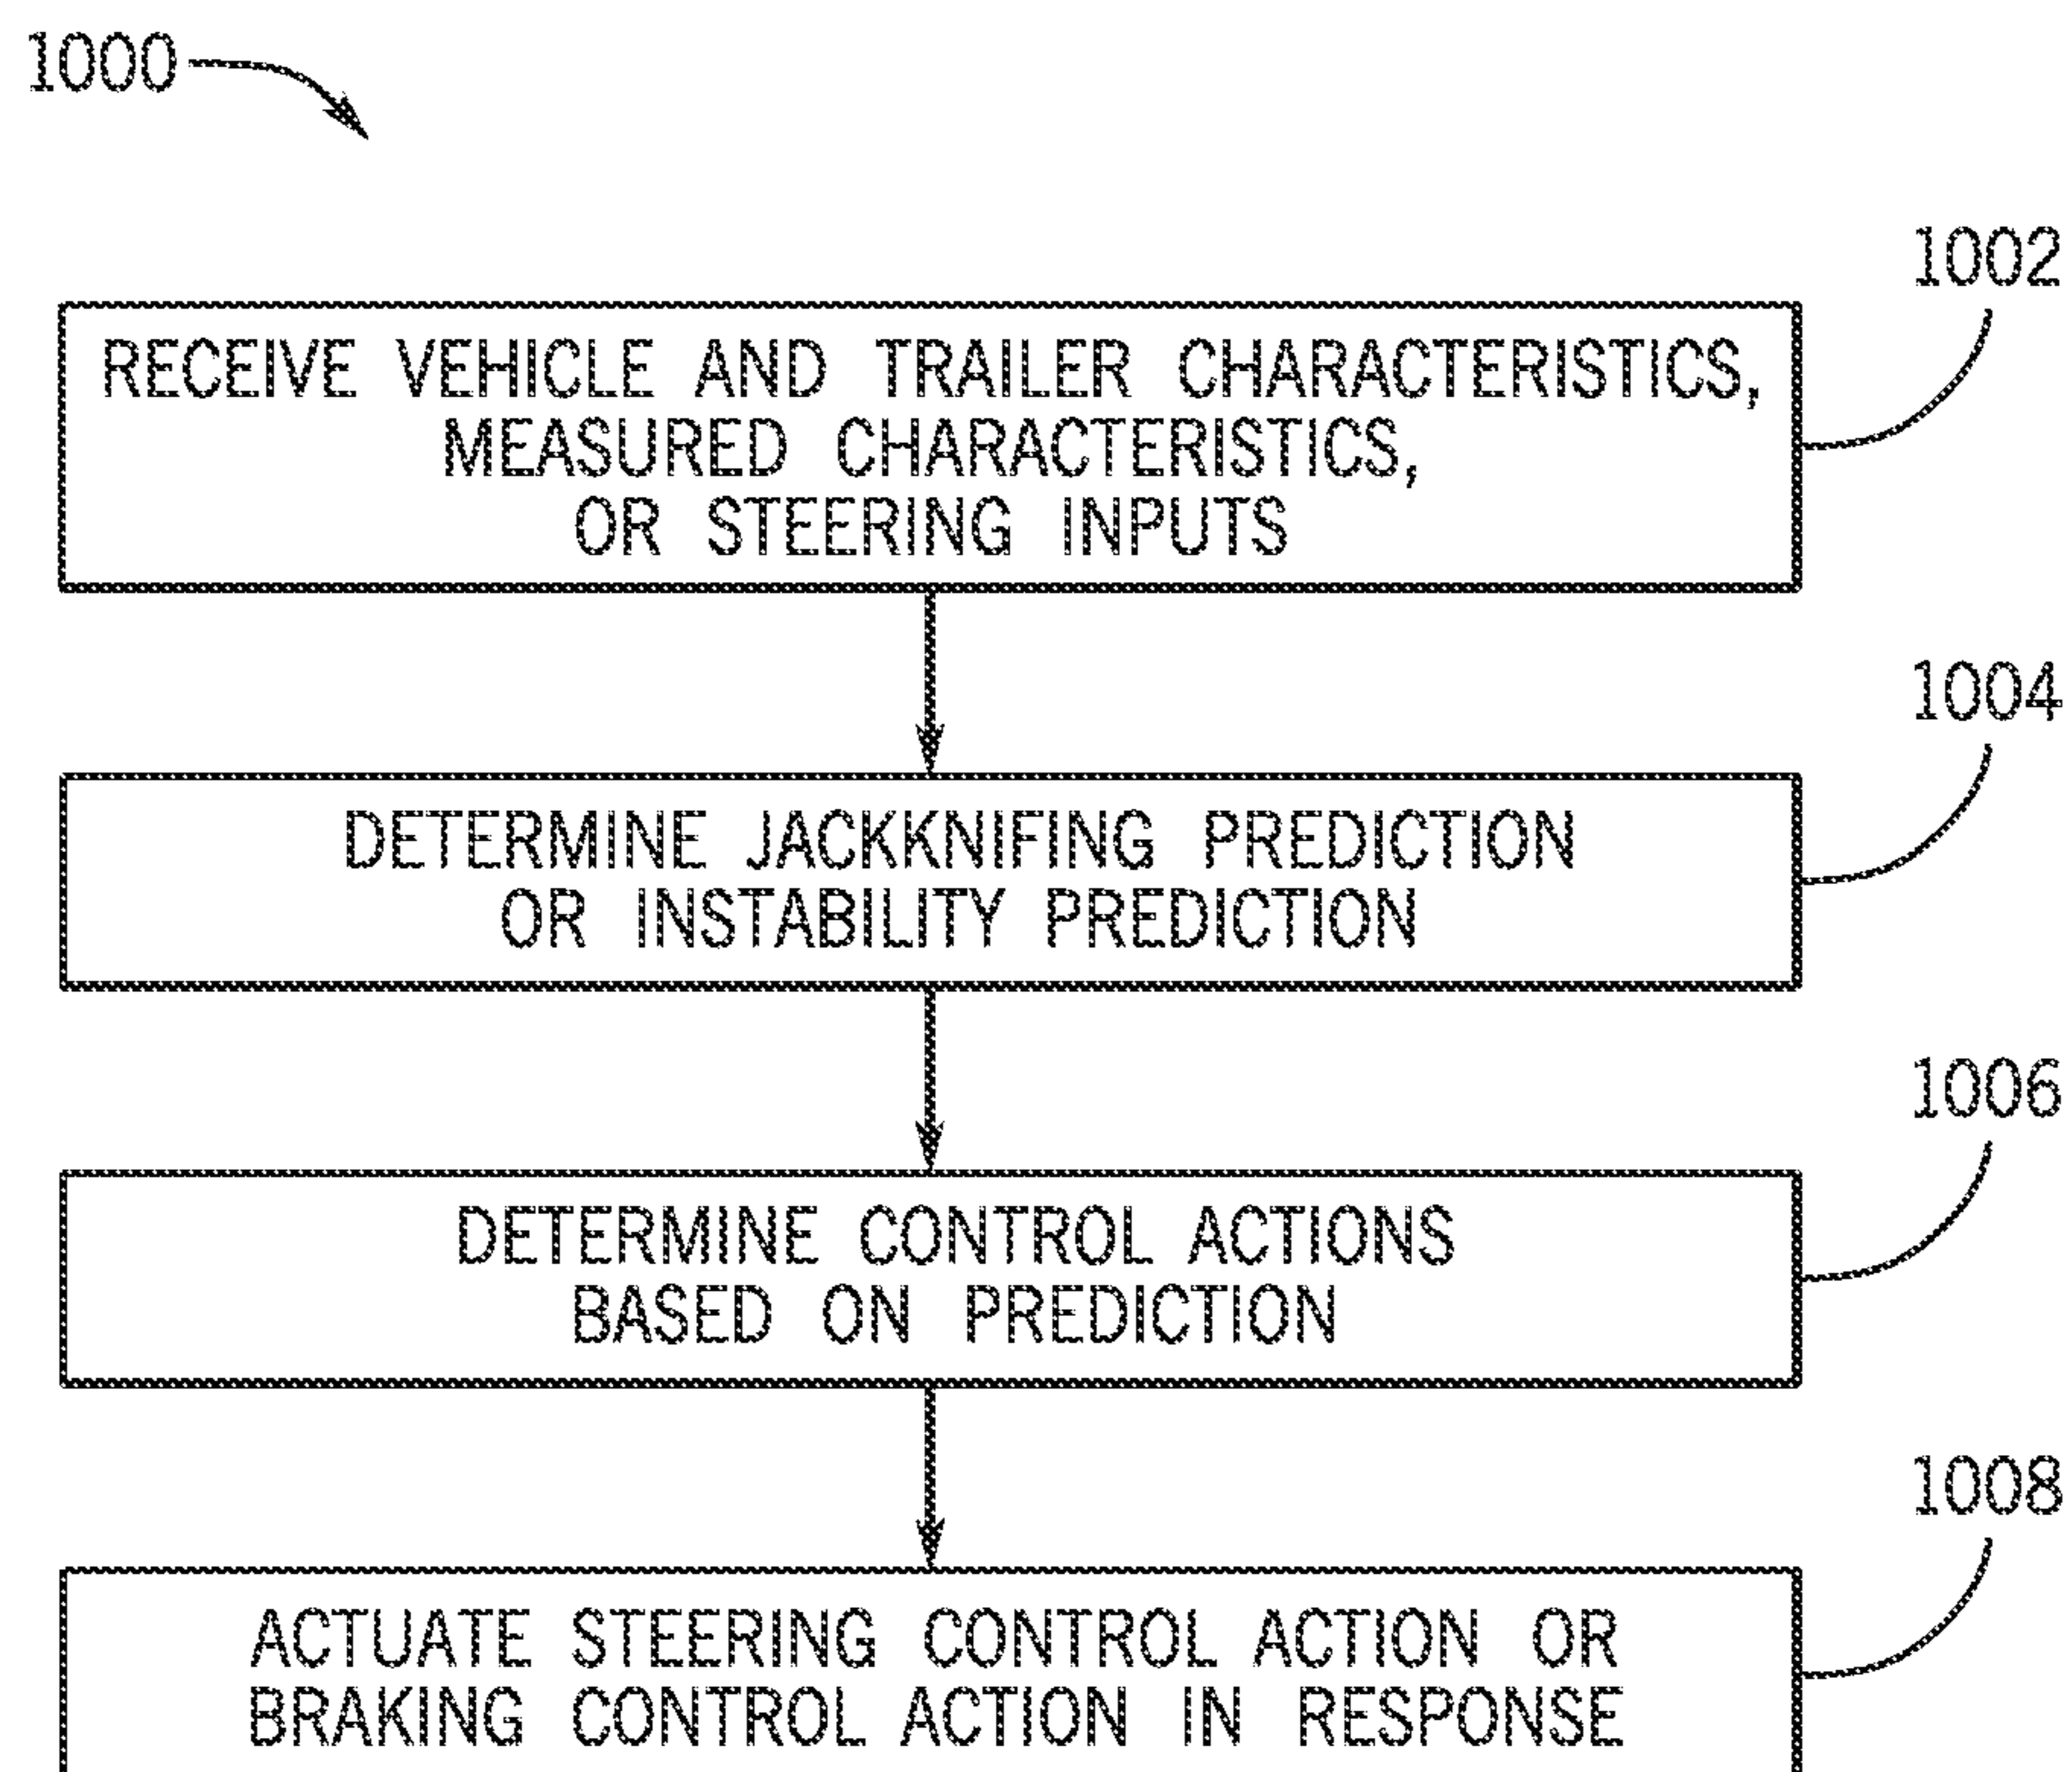 1000
1002
RECEIVE VEHICLE AND TRAILER CHARACTERISTICS,
MEASURED CHARACTERISTICS,
OR STEERING INPUTS
1004
DETERMINE JACKKNIFING PREDICTION
OR INSTABILITY PREDICTION
1006
DETERMINE CONTROL ACTIONS
BASED ON PREDICTION
1008
ACTUATE STEERING CONTROL ACTION OR
BRAKING CONTROL ACTION IN RESPONSE